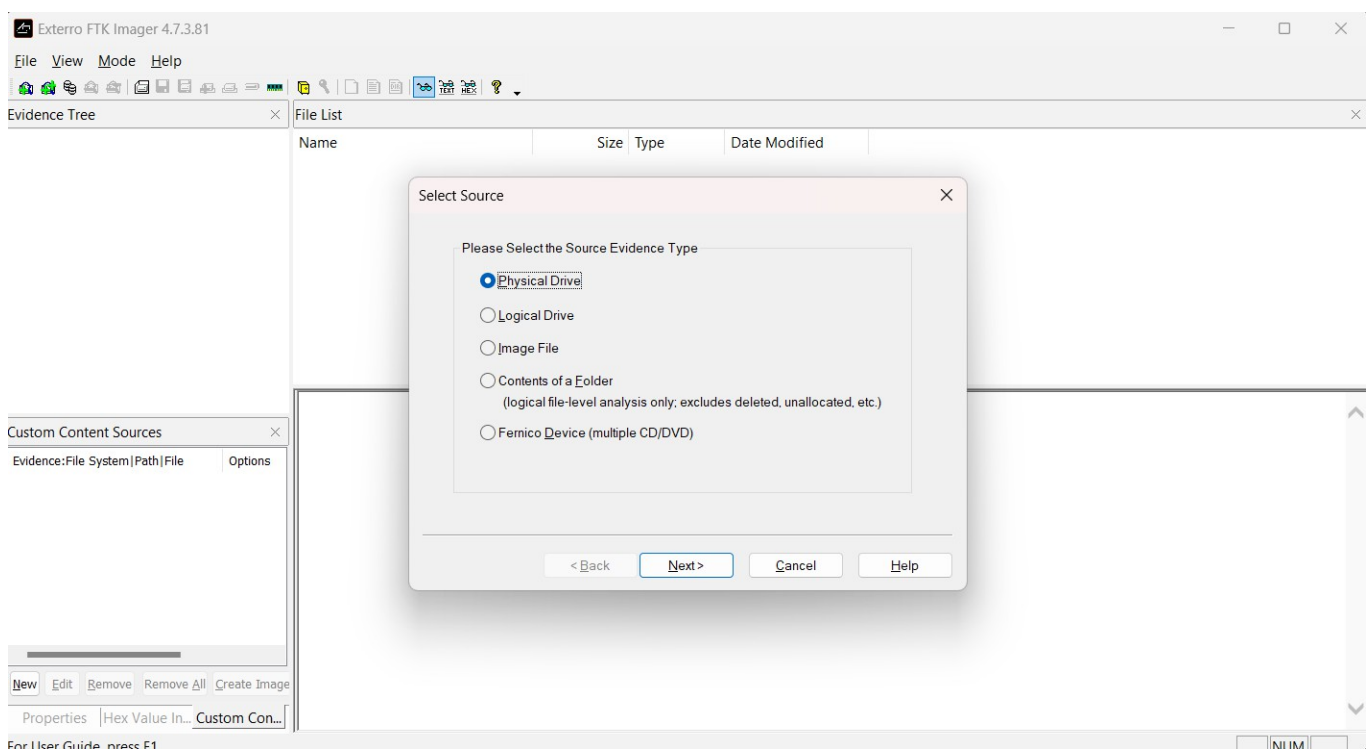 Exterro FTK Imager 4.7.3.81
File View Mode Help
TEXT HEX ?
Evidence Tree
File List
Name Size Type Date Modified
Select Source
Please Select the Source Evidence Type
Physical Drive
Logical Drive
Image File
Contents of a Folder
(logical file-level analysis only; excludes deleted, unallocated, etc.)
Fernico Device (multiple CD/DVD)
< Back Next > Cancel Help
Custom Content Sources
Evidence:File System|Path|File Options
New Edit Remove Remove All Create Image
Properties Hex Value In... Custom Con...
For User Guide, press F1
NUM